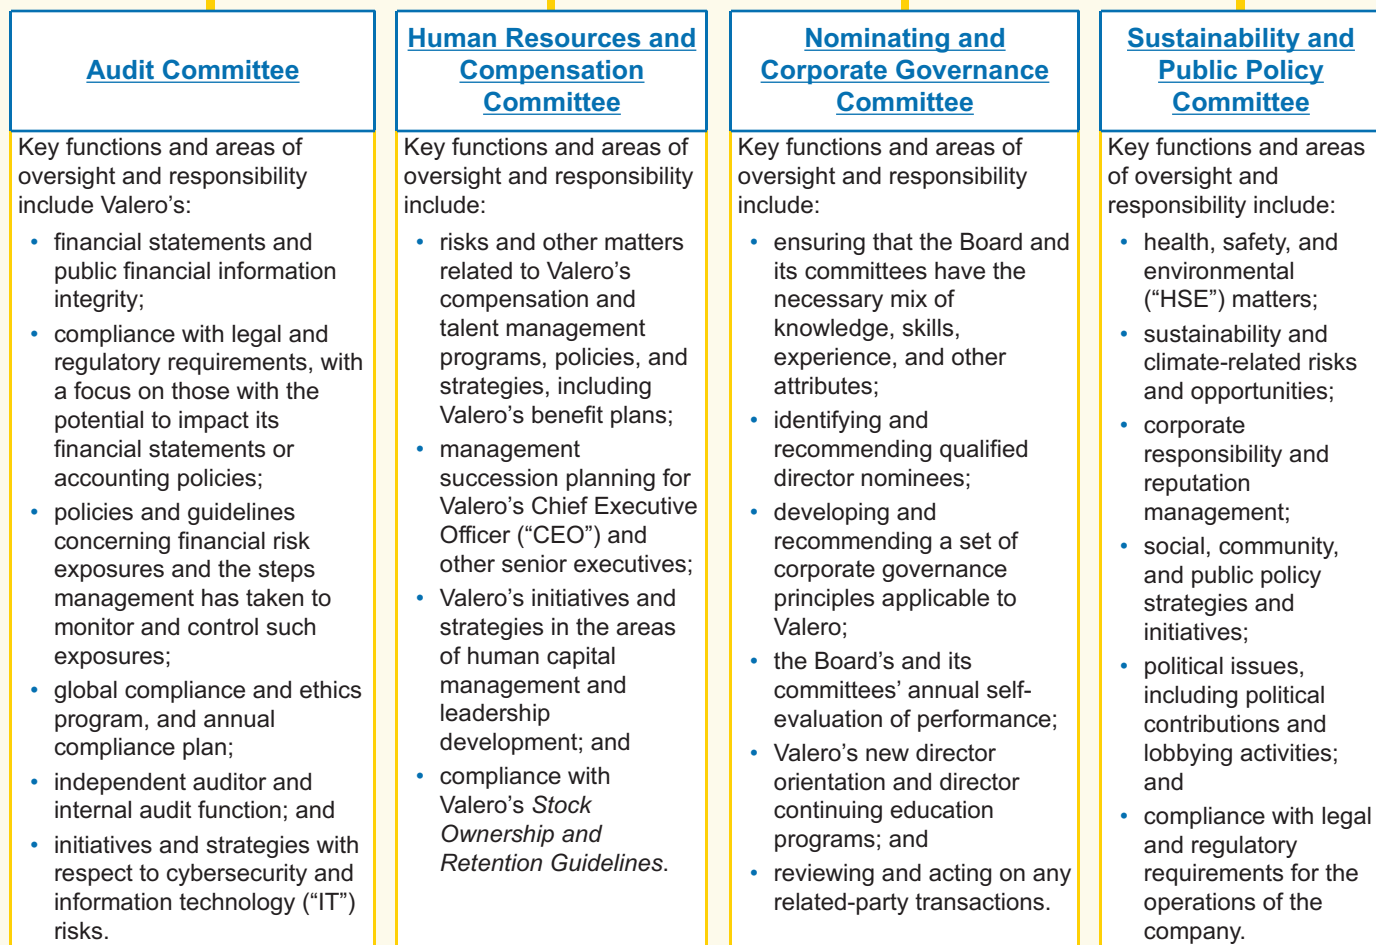 Audit Committee
Key functions and areas of
oversight and responsibility
include Valero’s:
• financial statements and
public financial information
integrity;
• compliance with legal and
regulatory requirements, with
a focus on those with the
potential to impact its
financial statements or
accounting policies;
• policies and guidelines
concerning financial risk
exposures and the steps
management has taken to
monitor and control such
exposures;
• global compliance and ethics
program, and annual
compliance plan;
• independent auditor and
internal audit function; and
• initiatives and strategies with
respect to cybersecurity and
information technology (“IT”)
risks.
Human Resources and
Compensation
Committee
Key functions and areas of
oversight and responsibility
include:
• risks and other matters
related to Valero’s
compensation and
talent management
programs, policies, and
strategies, including
Valero’s benefit plans;
• management
succession planning for
Valero’s Chief Executive
Officer (“CEO”) and
other senior executives;
• Valero’s initiatives and
strategies in the areas
of human capital
management and
leadership
development; and
• compliance with
Valero’s Stock
Ownership and
Retention Guidelines.
Nominating and
Corporate Governance
Committee
Key functions and areas of
oversight and responsibility
include:
• ensuring that the Board and
its committees have the
necessary mix of
knowledge, skills,
experience, and other
attributes;
• identifying and
recommending qualified
director nominees;
• developing and
recommending a set of
corporate governance
principles applicable to
Valero;
• the Board’s and its
committees’ annual self-
evaluation of performance;
• Valero’s new director
orientation and director
continuing education
programs; and
• reviewing and acting on any
related-party transactions.
Sustainability and
Public Policy
Committee
Key functions and areas
of oversight and
responsibility include:
• health, safety, and
environmental
(“HSE”) matters;
• sustainability and
climate-related risks
and opportunities;
• corporate
responsibility and
reputation
management;
• social, community,
and public policy
strategies and
initiatives;
• political issues,
including political
contributions and
lobbying activities;
and
• compliance with legal
and regulatory
requirements for the
operations of the
company.